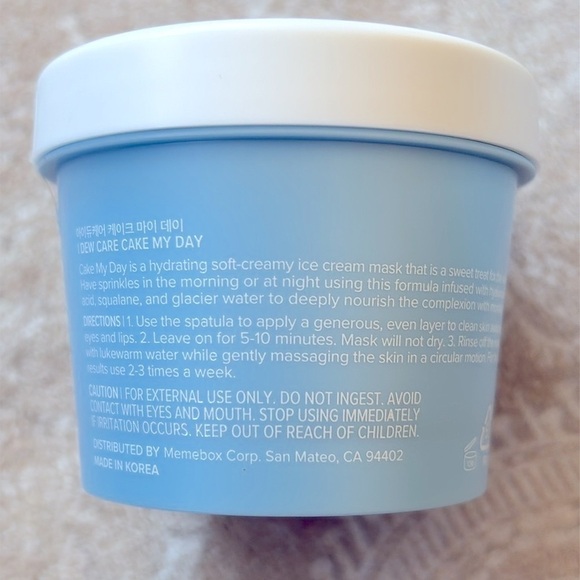 아이듀케어 케이크 마이 데이
I DEW CARE CAKE MY DAY
Cake My Day is a hydrating soft-creamy ice cream mask that is a sweet treat for the
Have sprinkles in the morning or at night using this formula infused with
acid, squalane, and glacier water to deeply nourish the complexion with
DIRECTIONS | 1. Use the spatula to apply a generous, even layer to clean skin
eyes and lips. 2. Leave on for 5-10 minutes. Mask will not dry. 3. Rinse off the
with lukewarm water while gently massaging the skin in a circular motion.
results use 2-3 times a week.
CAUTION | FOR EXTERNAL USE ONLY. DO NOT INGEST. AVOID
CONTACT WITH EYES AND MOUTH. STOP USING IMMEDIATELY
IF IRRITATION OCCURS. KEEP OUT OF REACH OF CHILDREN.
DISTRIBUTED BY Memebox Corp. San Mateo, CA 94402
MADE IN KOREA